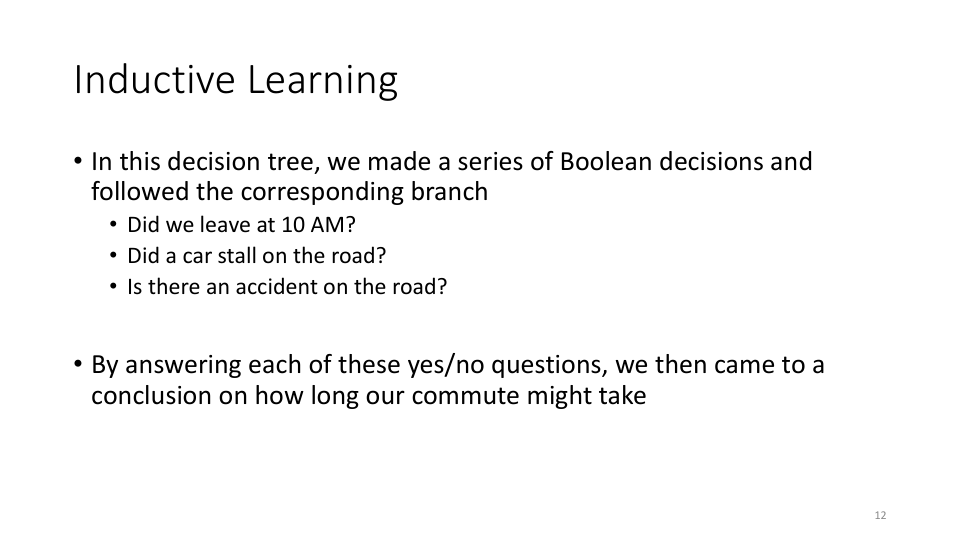 Inductive Learning
• In this decision tree, we made a series of Boolean decisions and
followed the corresponding branch
• Did we leave at 10 AM?
• Did a car stall on the road?
• Is there an accident on the road?
• By answering each of these yes/no questions, we then came to a
conclusion on how long our commute might take
12